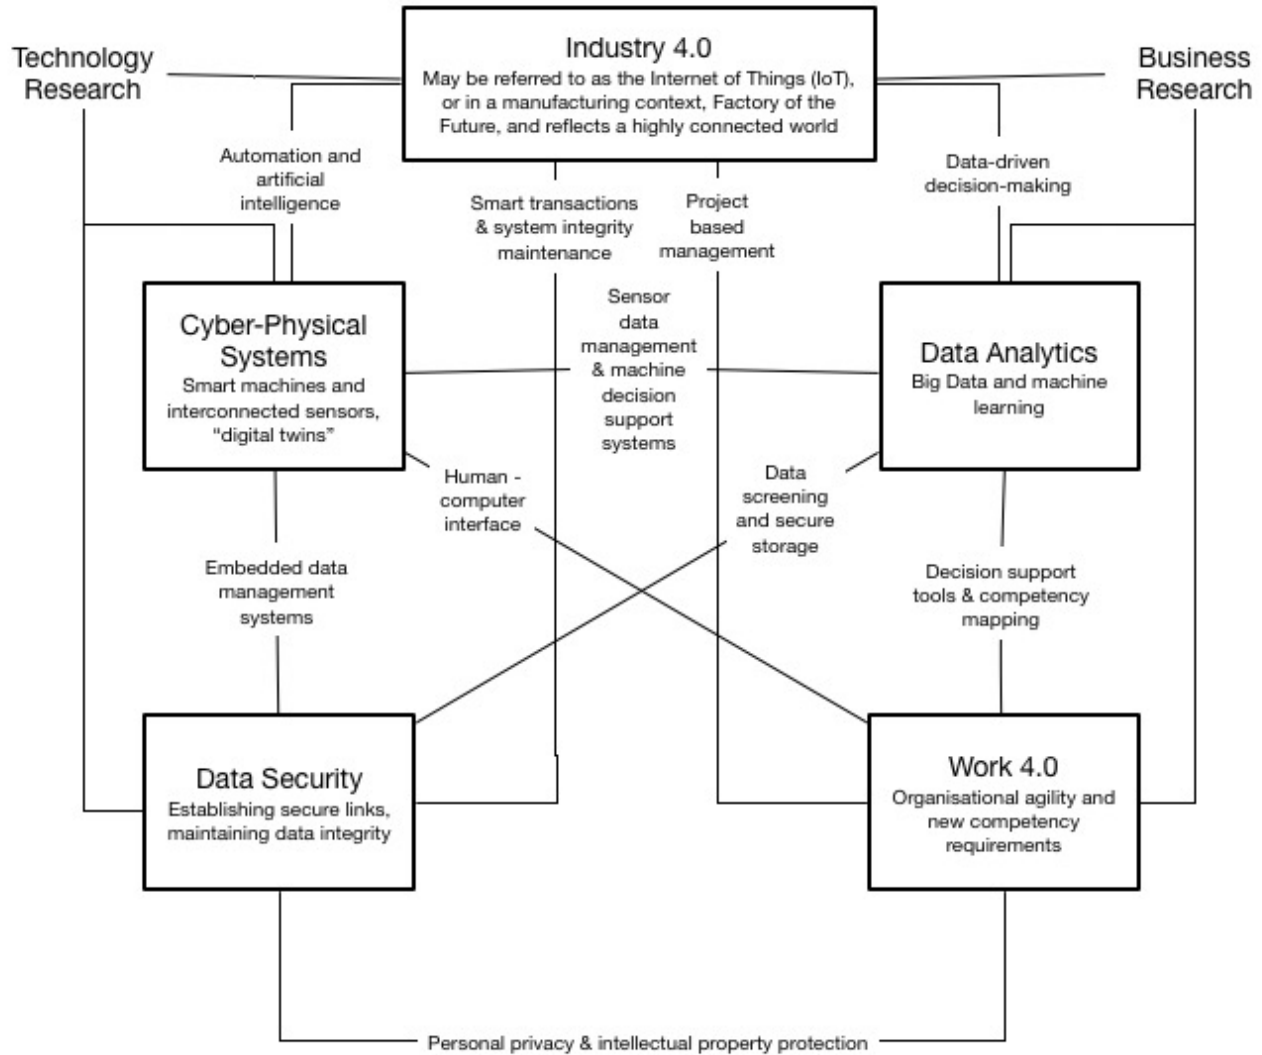 Technology
Research
Industry 4.0
May be referred to as the Internet of Things (IoT),
or in a manufacturing context, Factory of the
Future, and reflects a highly connected world
Business
Research
Automation and
artificial
intelligence
Smart transactions
& system integrity
maintenance
Project
based
management
Data-driven
decision-making
Cyber-Physical
Systems
Smart machines and
interconnected sensors,
“digital twins”
Sensor
data
management
& machine
decision
support
systems
Data Analytics
Big Data and machine
learning
Human -
computer
interface
Data
screening
and secure
storage
Embedded data
management
systems
Decision support
tools & competency
mapping
Data Security
Establishing secure links,
maintaining data integrity
Work 4.0
Organisational agility and
new competency
requirements
Personal privacy & intellectual property protection